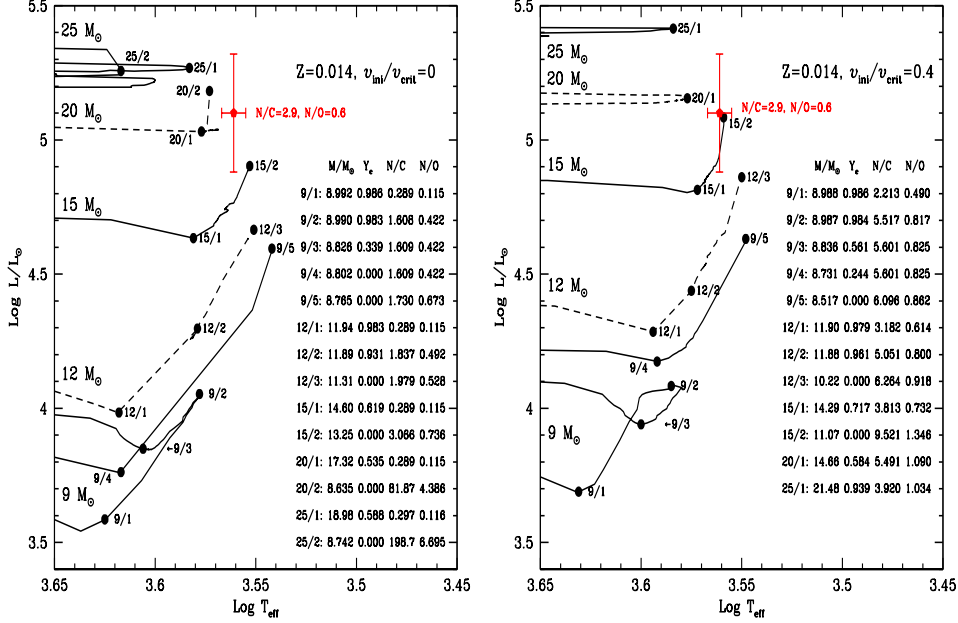 5.5
5
4.5
4
3.5
Log L/L⊙
25 M⊙
25/2
25/1
Z=0.014, vini/vcrit=0
20/2
20 M⊙
N/C=2.9, N/O=0.6
20/1
15/2
15 M⊙
15/1
12/3
9/5
12/2
12 M⊙
12/1
9/2
←9/3
9/4
9 M⊙
9/1
M/M⊙ Yc N/C N/O
9/1: 8.992 0.986 0.289 0.115
9/2: 8.990 0.983 1.608 0.422
9/3: 8.826 0.339 1.609 0.422
9/4: 8.802 0.000 1.609 0.422
9/5: 8.765 0.000 1.730 0.673
12/1: 11.94 0.983 0.289 0.115
12/2: 11.89 0.931 1.837 0.492
12/3: 11.31 0.000 1.979 0.528
15/1: 14.60 0.619 0.289 0.115
15/2: 13.25 0.000 3.066 0.736
20/1: 17.32 0.535 0.289 0.115
20/2: 8.635 0.000 81.87 4.386
25/1: 18.98 0.588 0.297 0.116
25/2: 8.742 0.000 198.7 6.695
3.65 3.6 3.55 3.5 3.45
Log Teff
5.5
5
4.5
4
3.5
Log L/L⊙
25/1
25 M⊙
Z=0.014, vini/vcrit=0.4
20 M⊙
20/1
N/C=2.9, N/O=0.6
15/2
15 M⊙
15/1
12/3
9/5
12/2
12 M⊙
12/1
9/4
9/2
←9/3
9 M⊙
9/1
M/M⊙ Yc N/C N/O
9/1: 8.988 0.986 2.213 0.490
9/2: 8.987 0.984 5.517 0.817
9/3: 8.836 0.561 5.601 0.825
9/4: 8.731 0.244 5.601 0.825
9/5: 8.517 0.000 6.096 0.862
12/1: 11.90 0.979 3.182 0.614
12/2: 11.88 0.961 5.051 0.800
12/3: 10.22 0.000 6.264 0.918
15/1: 14.29 0.717 3.813 0.732
15/2: 11.07 0.000 9.521 1.346
20/1: 14.66 0.584 5.491 1.090
25/1: 21.48 0.939 3.920 1.034
3.65 3.6 3.55 3.5 3.45
Log Teff